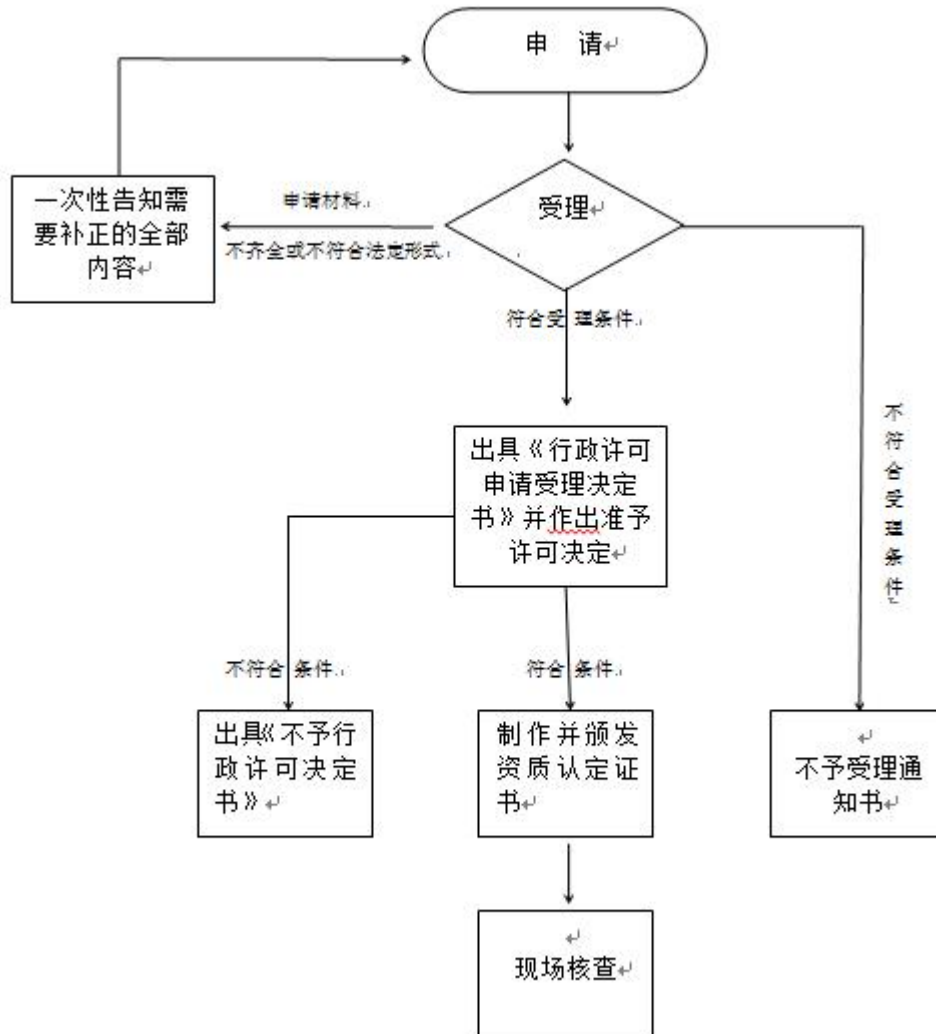 申 请
受理
申请材料
不齐全或不符合法定形式
一次性告知需
要补正的全部
内容
符合受 理条件
不符合受理条件
出具《行政许可
申请受理决定
书》并作出准予
许可决定
不符合 条件
符合 条件
出具《不予行
政许可决定
书》
制作并颁发
资质认定证
书
不予受理通
知书
现场核查